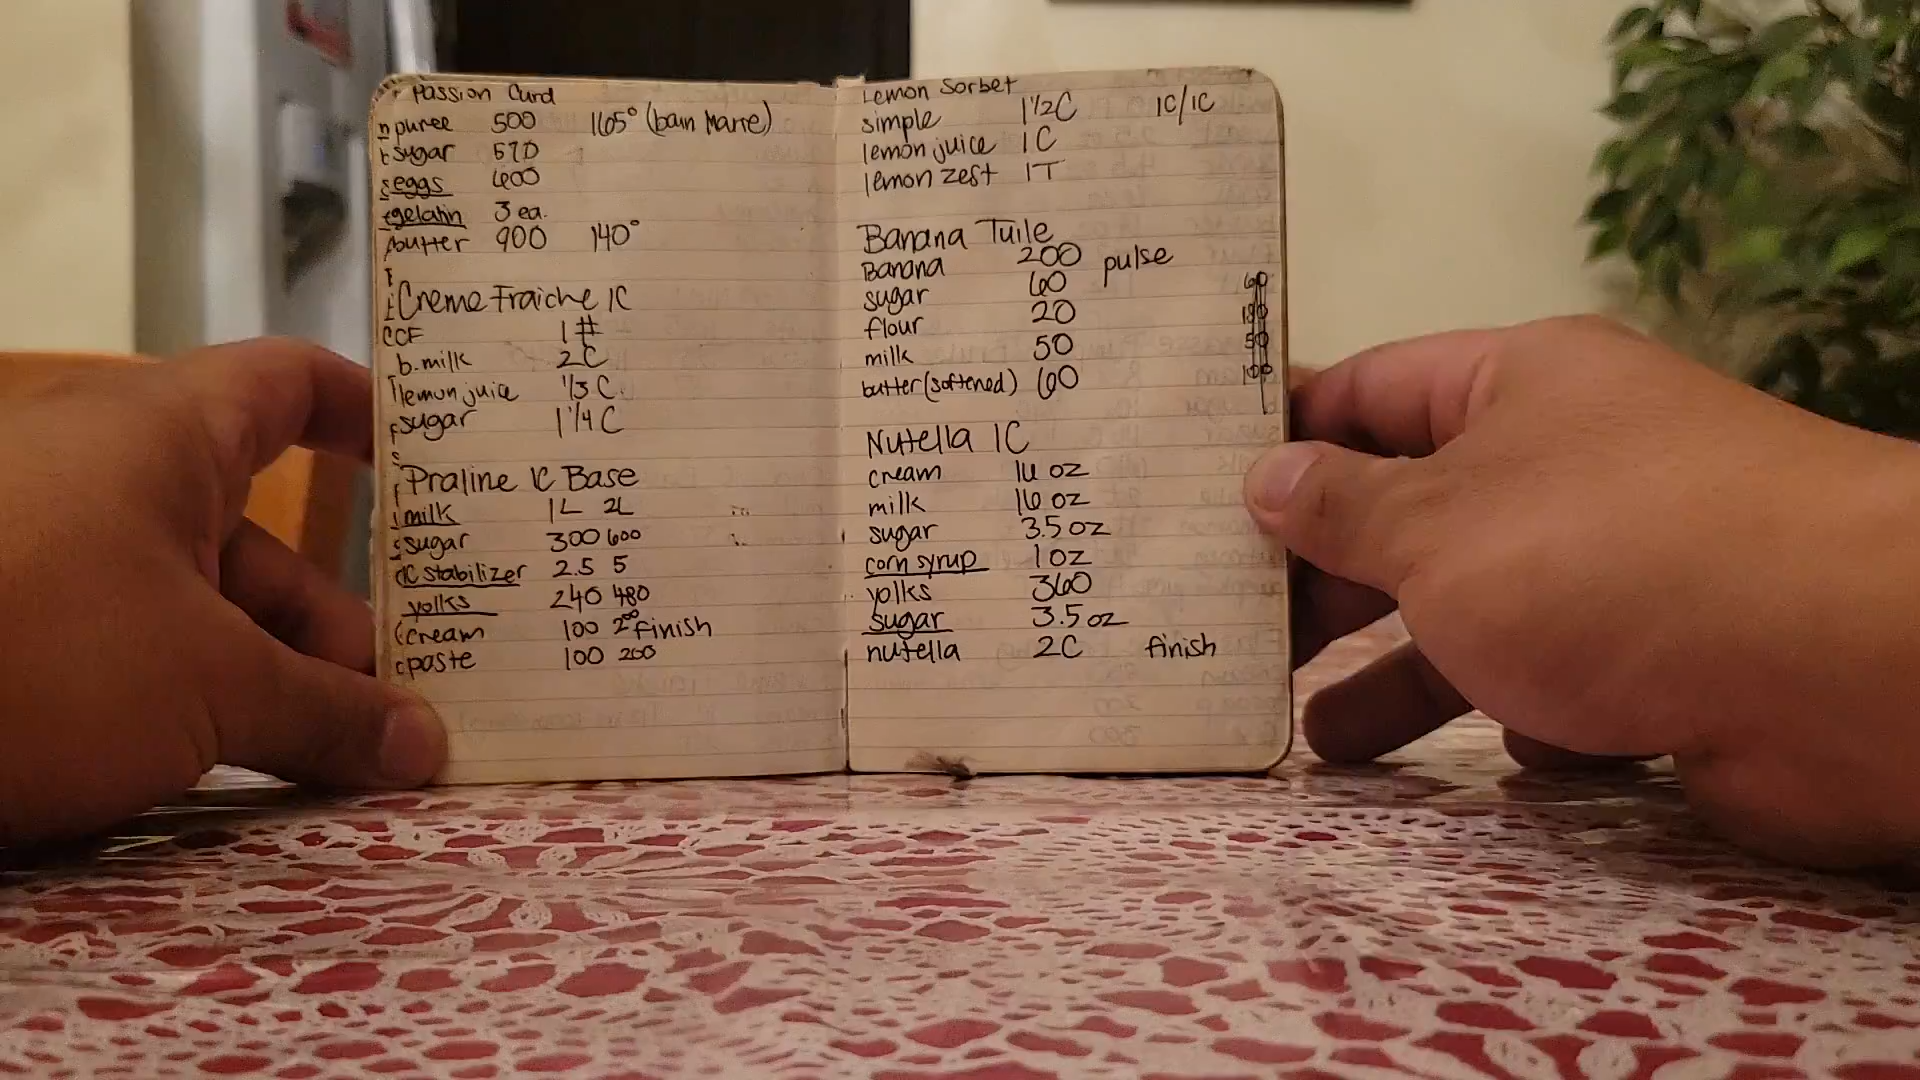 Passion Curd
puree 500 165° (bain Marie)
sugar 570
eggs 600
gelatin 3 ea.
butter 900 140°
Creme Fraiche IC
CF 1#
b.milk 2C
lemon juice 1/3 C.
sugar 1 1/4 C
Praline IC Base
milk 1L 2L
sugar 300 600
IC stabilizer 2.5 5
yolks 240 480
cream 100 200 finish
paste 100 200
Lemon Sorbet
simple 1 1/2C 1C/1C
lemon juice 1C
lemon zest 1T
Banana Tuile
Banana 200 pulse
sugar 60
flour 20
milk 50
butter (softened) 60
Nutella IC
cream 16 oz
milk 16 oz
sugar 3.5 oz
corn syrup 1 oz
yolks 360
sugar 3.5 oz
nutella 2C finish